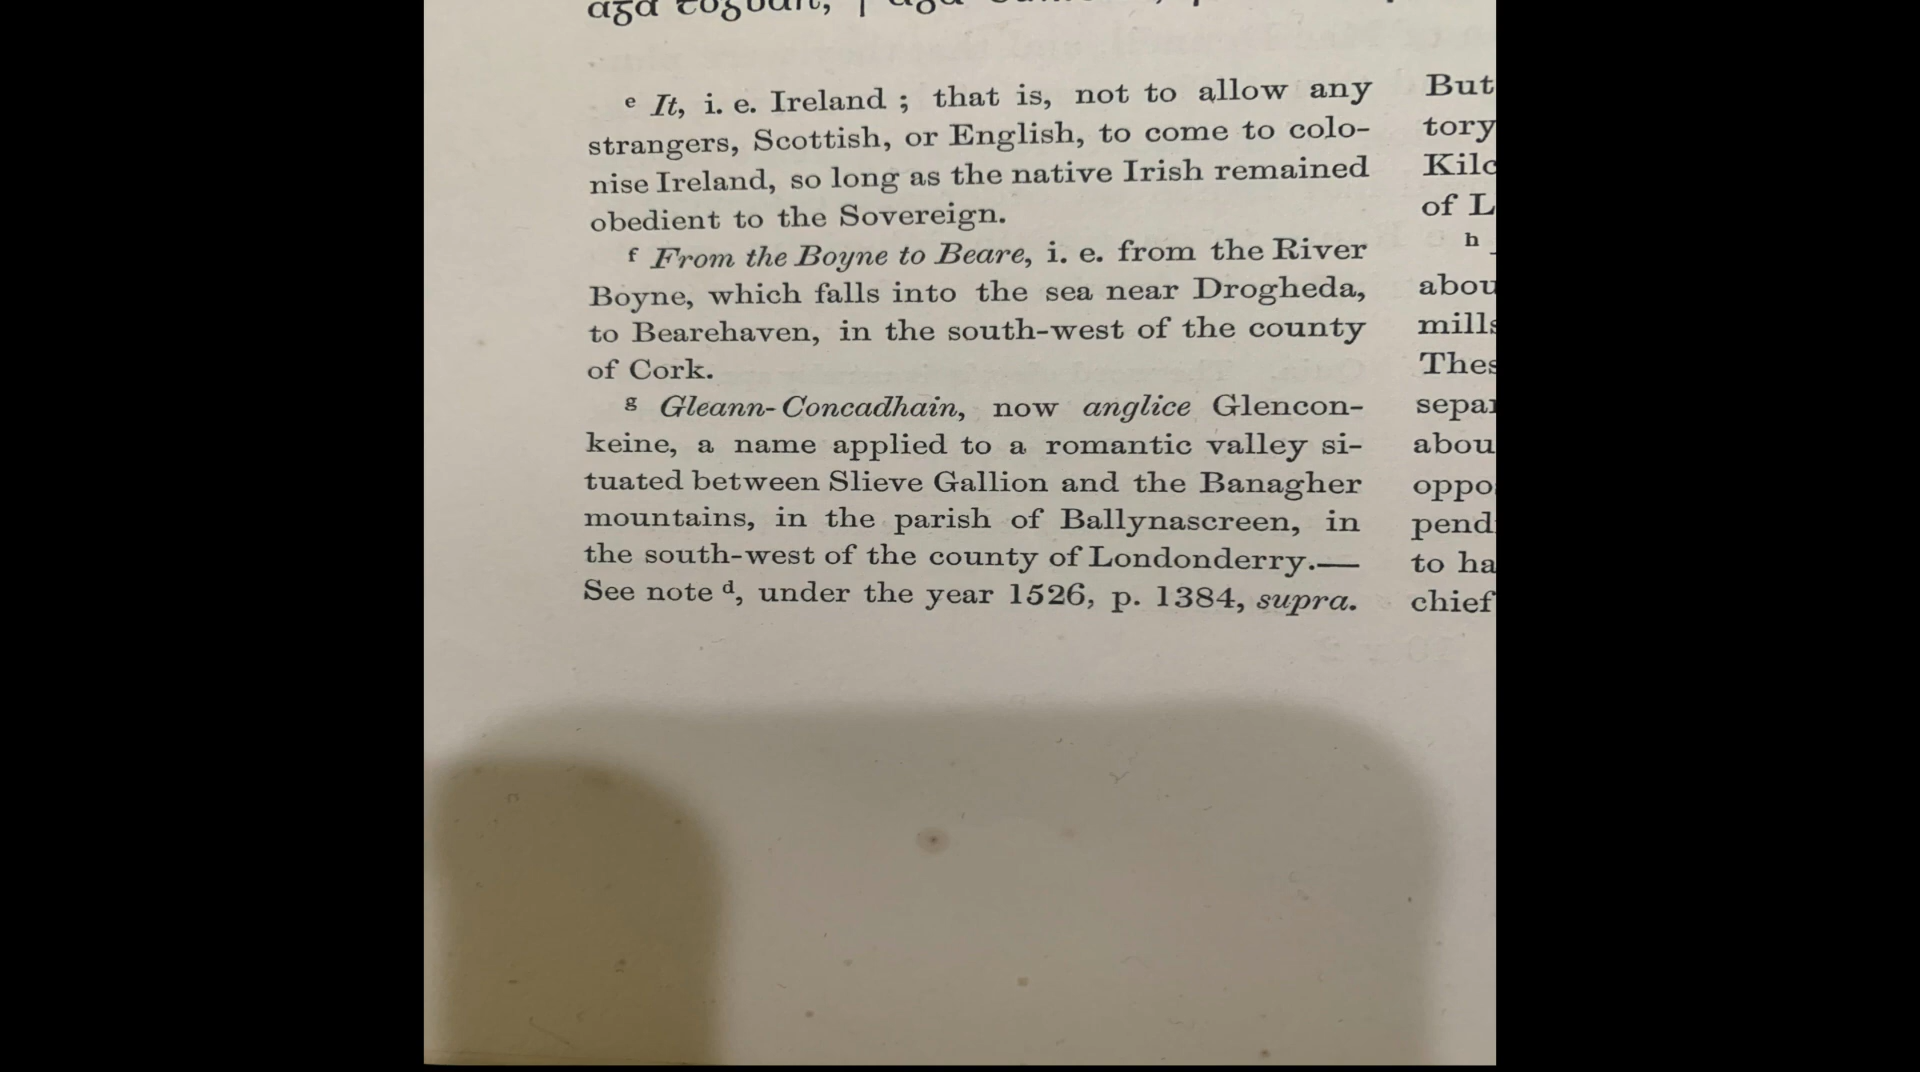 e It, i. e. Ireland ; that is, not to allow any
strangers, Scottish, or English, to come to colo-
nise Ireland, so long as the native Irish remained
obedient to the Sovereign.
f From the Boyne to Beare, i. e. from the River
Boyne, which falls into the sea near Drogheda,
to Bearehaven, in the south-west of the county
of Cork.
g Gleann-Concadhain, now anglice Glencon-
keine, a name applied to a romantic valley si-
tuated between Slieve Gallion and the Banagher
mountains, in the parish of Ballynascreen, in
the south-west of the county of Londonderry.—
See note d, under the year 1526, p. 1384, supra.
But
tory
Kilc
of L
h
abou
mills
Thes
separ
abou
oppo
pend
to ha
chief